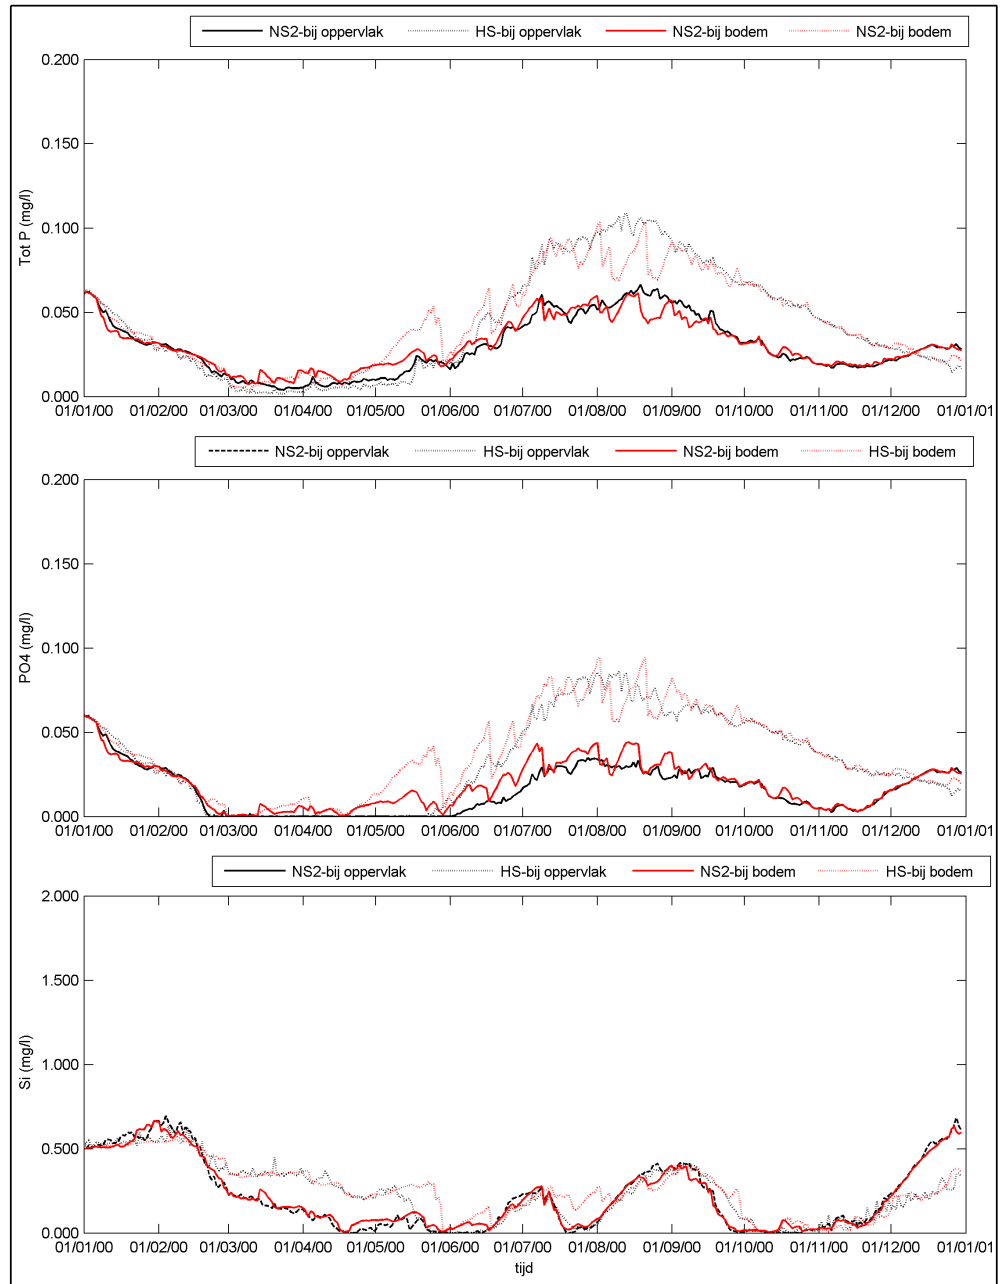 NS2-bij oppervlak HS-bij oppervlak NS2-bij bodem NS2-bij bodem
0.200
0.150
0.100
0.050
0.000
Tot P (mg/l)
01/01/00 01/02/00 01/03/00 01/04/00 01/05/00 01/06/00 01/07/00 01/08/00 01/09/00 01/10/00 01/11/00 01/12/00 01/01/01
NS2-bij oppervlak HS-bij oppervlak NS2-bij bodem HS-bij bodem
0.200
0.150
0.100
0.050
0.000
PO4 (mg/l)
01/01/00 01/02/00 01/03/00 01/04/00 01/05/00 01/06/00 01/07/00 01/08/00 01/09/00 01/10/00 01/11/00 01/12/00 01/01/01
NS2-bij oppervlak HS-bij oppervlak NS2-bij bodem HS-bij bodem
2.000
1.500
1.000
0.500
0.000
Si (mg/l)
01/01/00 01/02/00 01/03/00 01/04/00 01/05/00 01/06/00 01/07/00 01/08/00 01/09/00 01/10/00 01/11/00 01/12/00 01/01/01
tijd